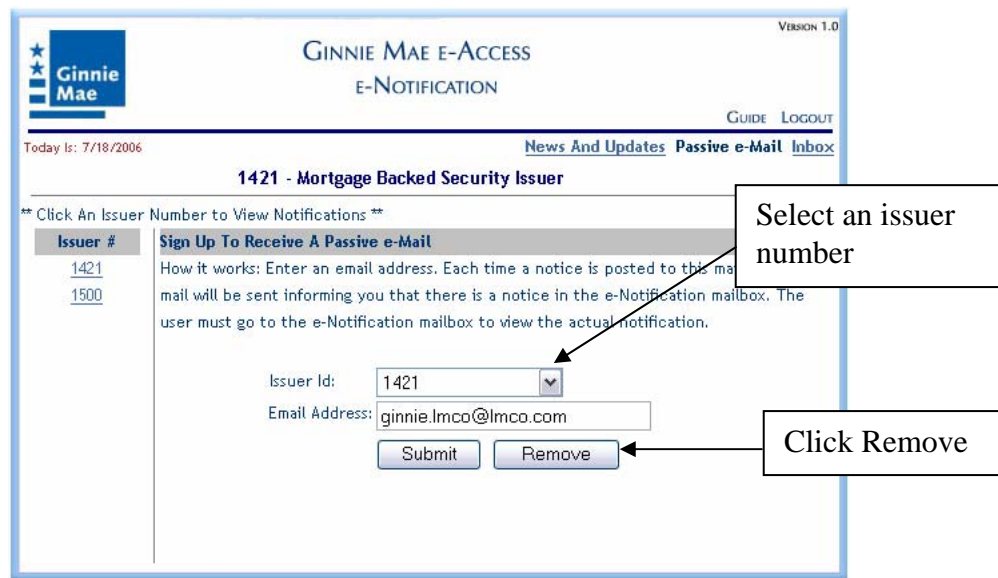 VERSION 1.0
Ginnie
Mae
GINNIE MAE E-ACCESS
E-NOTIFICATION
GUIDE LOGOUT
Today Is: 7/18/2006
News And Updates Passive e-Mail Inbox
1421 - Mortgage Backed Security Issuer
** Click An Issuer Number to View Notifications **
Select an issuer
number
Issuer #
1421
1500
Sign Up To Receive A Passive e-Mail
How it works: Enter an email address. Each time a notice is posted to this ma
mail will be sent informing you that there is a notice in the e-Notification mailbox. The
user must go to the e-Notification mailbox to view the actual notification.
Issuer Id: 1421
Email Address: ginnie.lmco@lmco.com
Submit Remove
Click Remove